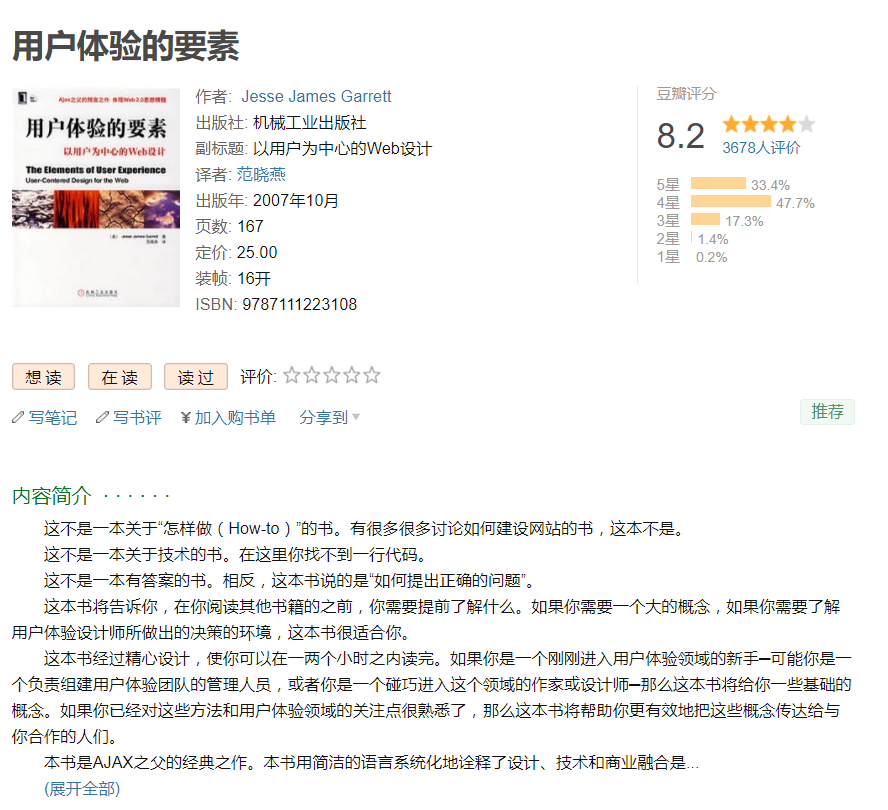 用户体验的要素
Ajax之父的预言之作 体现Web2.0思想精髓
用户体验的要素
以用户为中心的Web设计
The Elements of User Experience
User-Centered Design for the Web
作者: Jesse James Garrett
出版社: 机械工业出版社
副标题: 以用户为中心的Web设计
译者: 范晓燕
出版年: 2007年10月
页数: 167
定价: 25.00
装帧: 16开
ISBN: 9787111223108
豆瓣评分
8.2
3678人评价
5星 33.4%
4星 47.7%
3星 17.3%
2星 1.4%
1星 0.2%
想读 在读 读过 评价:
写笔记 写书评 ¥加入购书单 分享到
推荐
内容简介 · · · · · ·
这不是一本关于“怎样做（How-to）”的书。有很多很多讨论如何建设网站的书，这本不是。
这不是一本关于技术的书。在这里你找不到一行代码。
这不是一本有答案的书。相反，这本书说的是“如何提出正确的问题”。
这本书将告诉你，在你阅读其他书籍的之前，你需要提前了解什么。如果你需要一个大的概念，如果你需要了解
用户体验设计师所做出的决策的环境，这本书很适合你。
这本书经过精心设计，使你可以在一两个小时之内读完。如果你是一个刚刚进入用户体验领域的新手━可能你是一
个负责组建用户体验团队的管理人员，或者你是一个碰巧进入这个领域的作家或设计师━那么这本书将给你一些基础的
概念。如果你已经对这些方法和用户体验领域的关注点很熟悉了，那么这本书将帮助你更有效地把这些概念传达给与
你合作的人们。
本书是AJAX之父的经典之作。本书用简洁的语言系统化地诠释了设计、技术和商业融合是...
(展开全部)